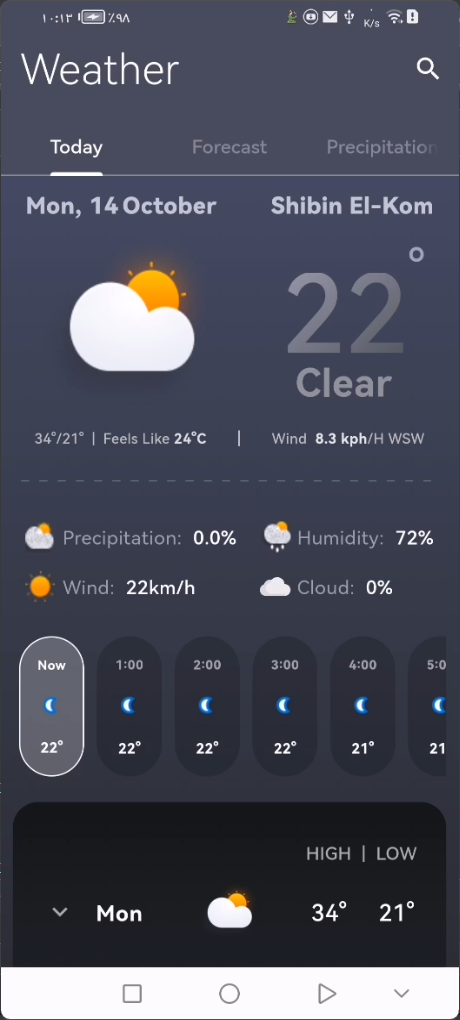 ١٠:١٣ ٪٩٨
K/s
Weather
Today Forecast Precipitation
Mon, 14 October Shibin El-Kom
22°
Clear
34°/21° | Feels Like 24°C | Wind 8.3 kph/H WSW
Precipitation: 0.0% Humidity: 72%
Wind: 22km/h Cloud: 0%
Now 1:00 2:00 3:00 4:00 5:0
22° 22° 22° 22° 21° 21
HIGH | LOW
Mon 34° 21°